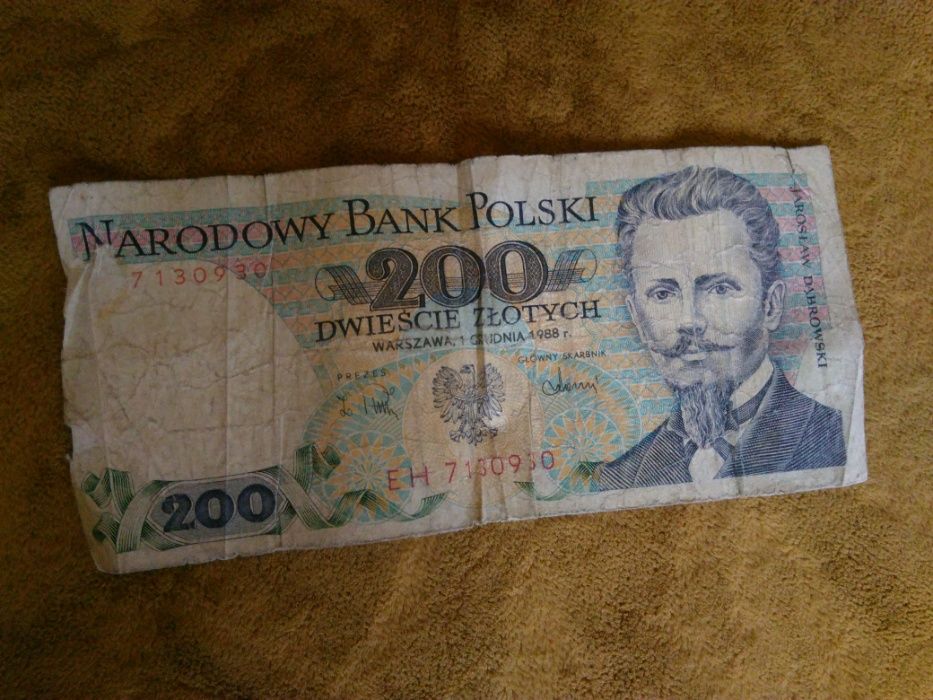 NARODOWY BANK POLSKI
7130930
200
DWIEŚCIE ZŁOTYCH
WARSZAWA, 1 GRUDNIA 1988 r.
PREZES
GŁÓWNY SKARBNIK
EH 7130930
200
JAROSŁAW DĄBROWSKI